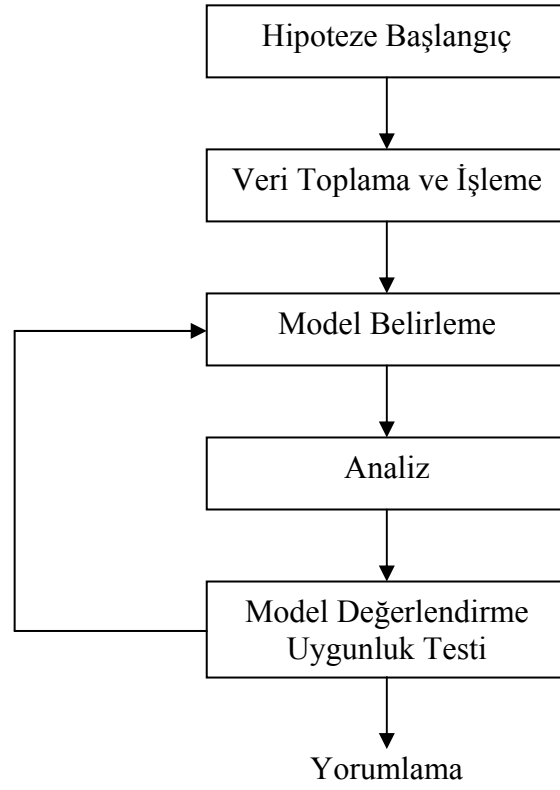 Hipoteze Başlangıç
Veri Toplama ve İşleme
Model Belirleme
Analiz
Model Değerlendirme
Uygunluk Testi
Yorumlama